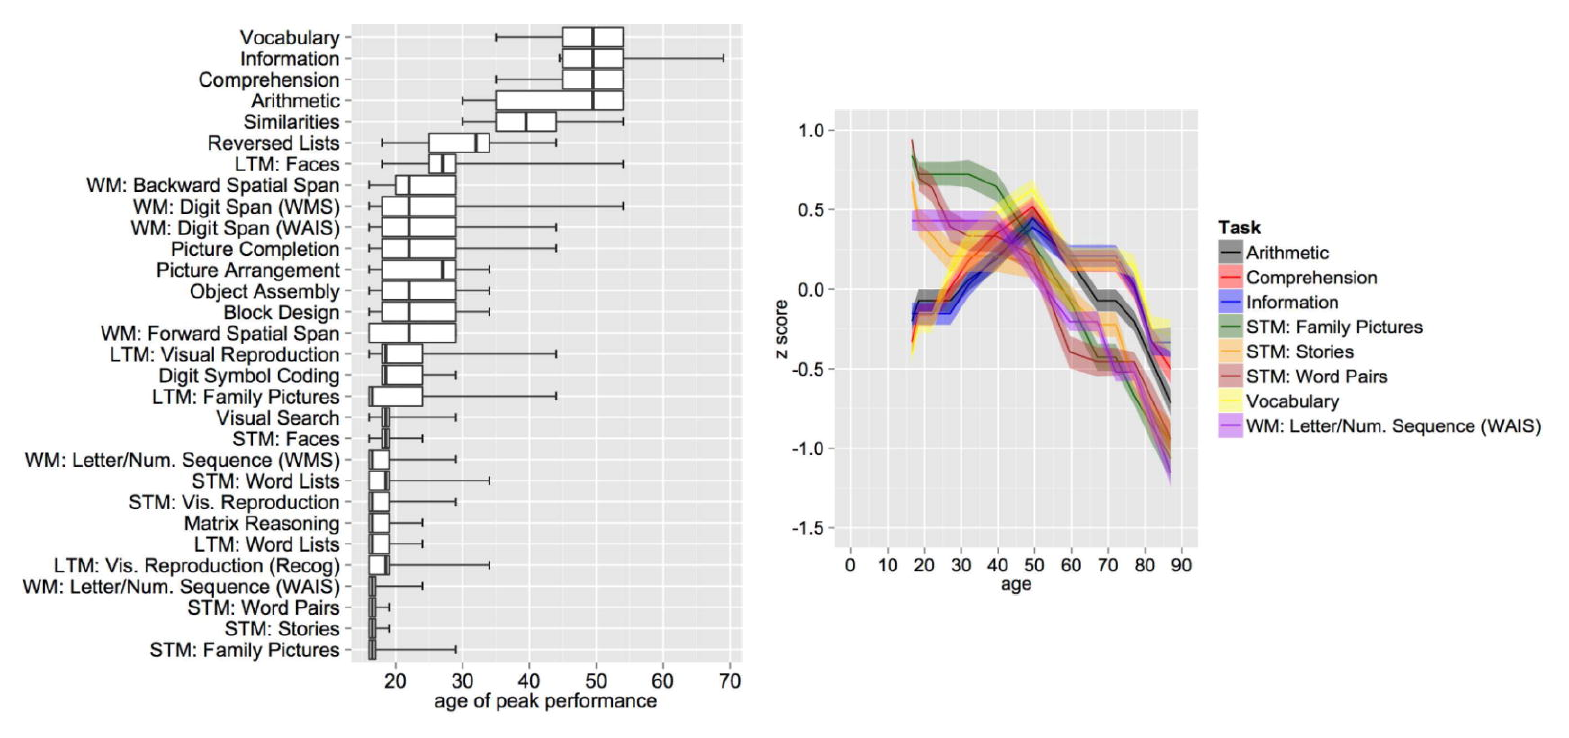 Vocabulary
Information
Comprehension
Arithmetic
Similarities
Reversed Lists
LTM: Faces
WM: Backward Spatial Span
WM: Digit Span (WMS)
WM: Digit Span (WAIS)
Picture Completion
Picture Arrangement
Object Assembly
Block Design
WM: Forward Spatial Span
LTM: Visual Reproduction
Digit Symbol Coding
LTM: Family Pictures
Visual Search
STM: Faces
WM: Letter/Num. Sequence (WMS)
STM: Word Lists
STM: Vis. Reproduction
Matrix Reasoning
LTM: Word Lists
LTM: Vis. Reproduction (Recog)
WM: Letter/Num. Sequence (WAIS)
STM: Word Pairs
STM: Stories
STM: Family Pictures
20 30 40 50 60 70
age of peak performance
z score
1.0
0.5
0.0
-0.5
-1.0
-1.5
0 10 20 30 40 50 60 70 80 90
age
Task
Arithmetic
Comprehension
Information
STM: Family Pictures
STM: Stories
STM: Word Pairs
Vocabulary
WM: Letter/Num. Sequence (WAIS)